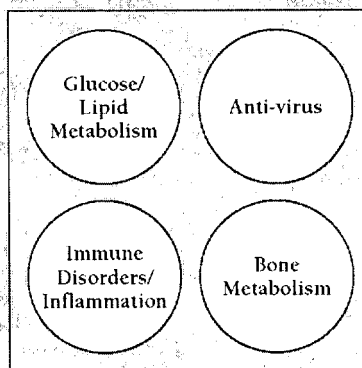 Glucose/
Lipid
Metabolism
Anti-virus
Immune
Disorders/
Inflammation
Bone
Metabolism